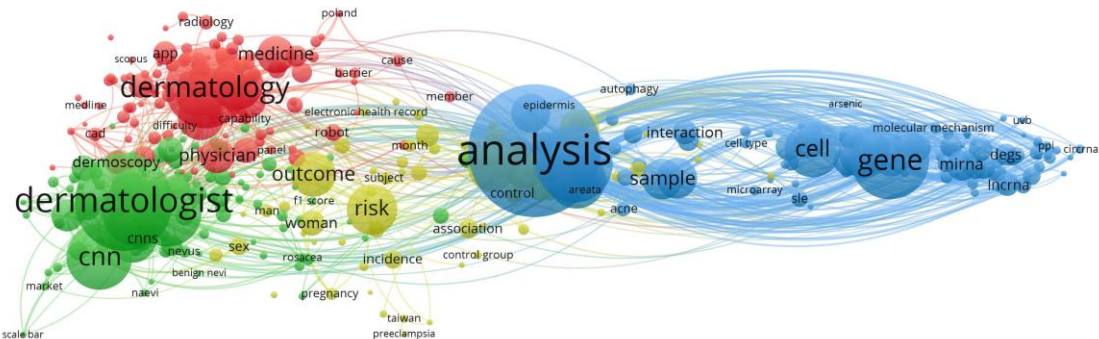 poland
radiology
scopus
app
medicine
cause
barrier
dermatology
medline
member
electronic health record
capability
difficulty
cad
robot
dermoscopy
physician
panel
month
outcome
subject
dermatologist
man
f1 score
risk
woman
association
cnns
cnn
nevus
sex
rosacea
incidence
control group
benign nevi
market
naevi
pregnancy
taiwan
preeclampsia
scale bar
autophagy
epidermis
analysis
interaction
control
areata
sample
acne
arsenic
cell type
cell
molecular mechanism
uvb
gene
mirna
degs
ppi
circrna
microarray
sle
lncrna